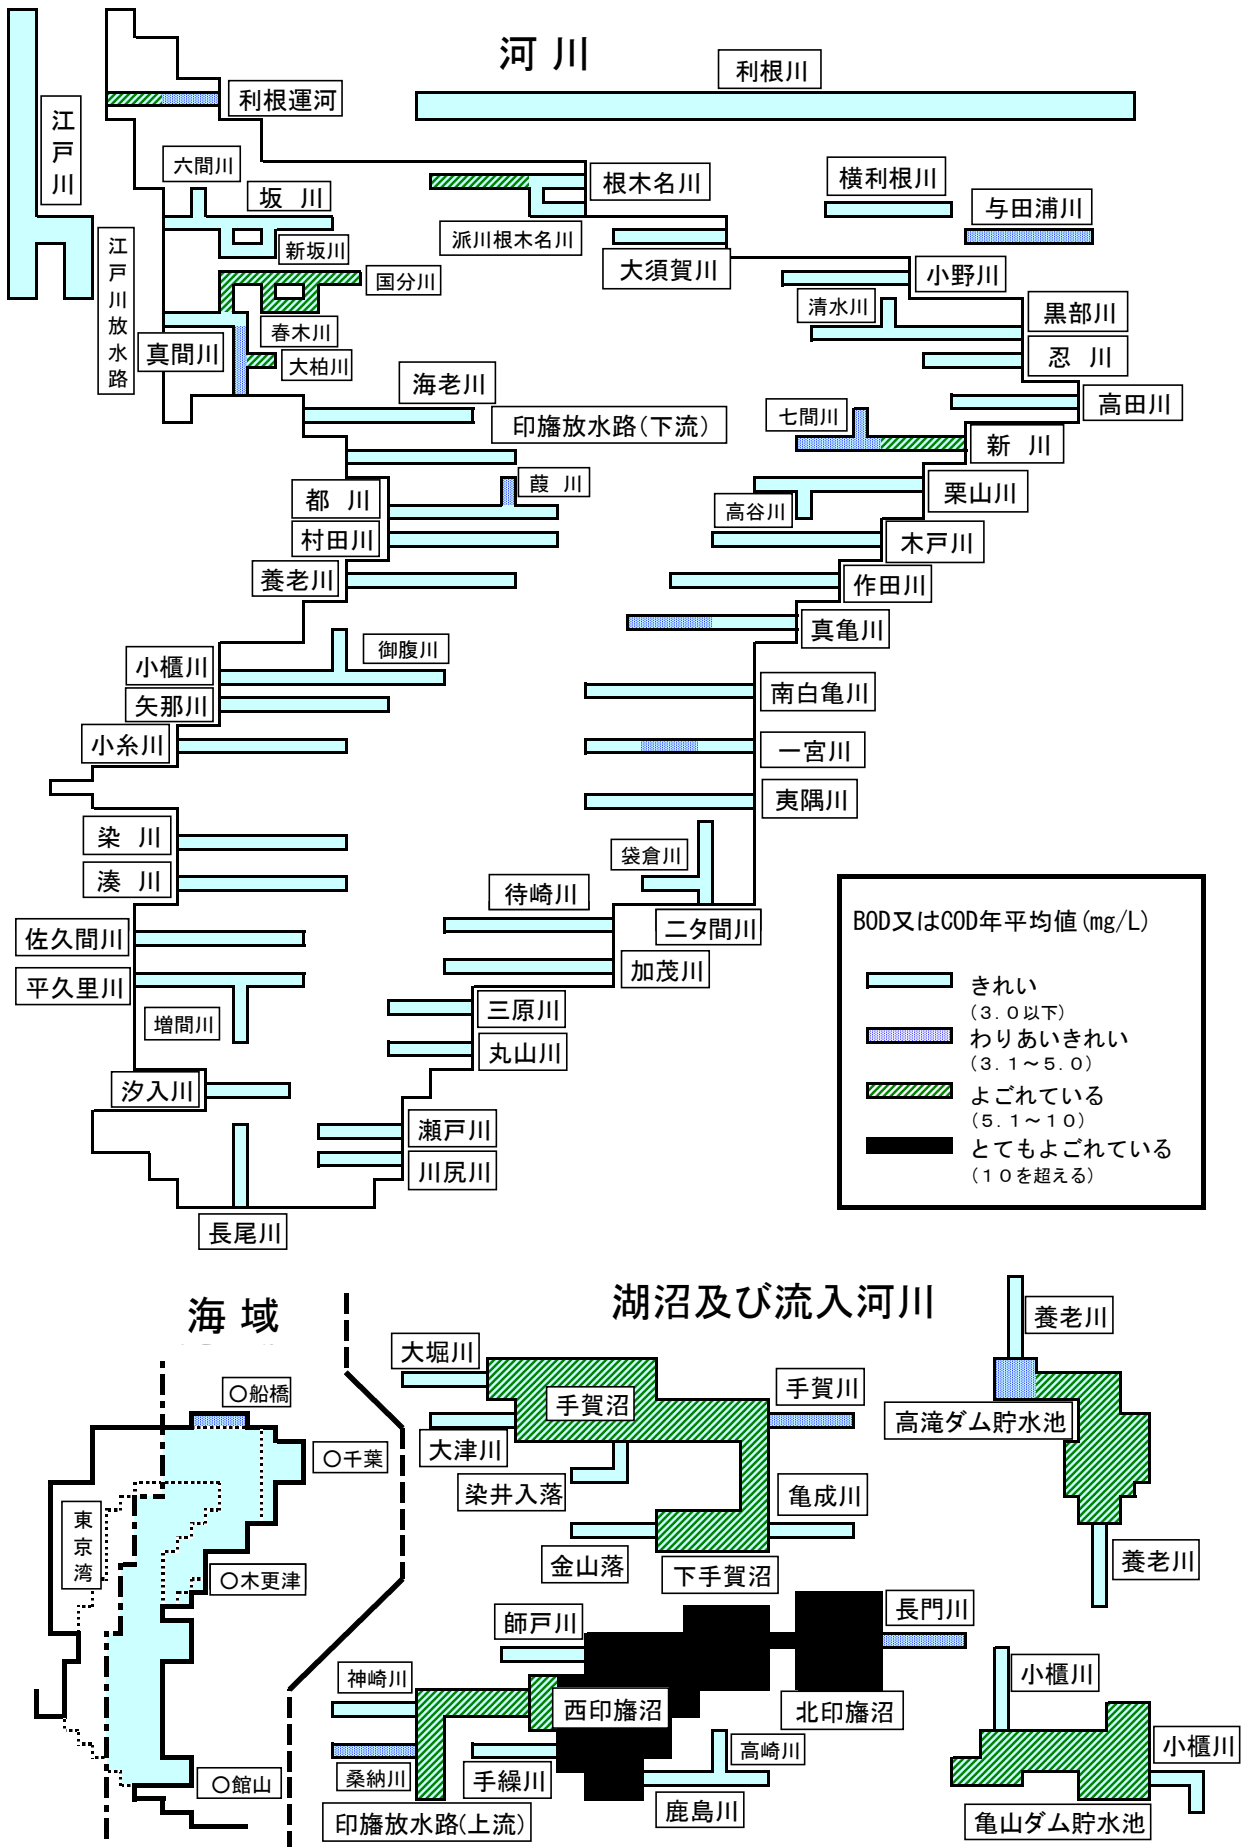 河川
利根川
利根運河
江戸川
六間川
坂川
新坂川
根木名川
派川根木名川
横利根川
与田浦川
大須賀川
江戸川放水路
国分川
小野川
清水川
黒部川
春木川
真間川
大柏川
忍川
海老川
高田川
印旛放水路(下流)
七間川
新川
葭川
都川
栗山川
高谷川
村田川
木戸川
養老川
作田川
真亀川
御腹川
小櫃川
南白亀川
矢那川
小糸川
一宮川
夷隅川
染川
袋倉川
湊川
待崎川
二タ間川
佐久間川
加茂川
平久里川
増間川
三原川
丸山川
汐入川
瀬戸川
川尻川
長尾川
BOD又はCOD年平均値(mg/L)
きれい
(3.0以下)
わりあいきれい
(3.1～5.0)
よごれている
(5.1～10)
とてもよごれている
(10を超える)
海域
○船橋
○千葉
東京湾
○木更津
○館山
湖沼及び流入河川
大堀川
手賀沼
手賀川
大津川
染井入落
亀成川
金山落
下手賀沼
師戸川
長門川
神崎川
西印旛沼
北印旛沼
桑納川
手繰川
高崎川
印旛放水路(上流)
鹿島川
養老川
高滝ダム貯水池
養老川
小櫃川
小櫃川
亀山ダム貯水池